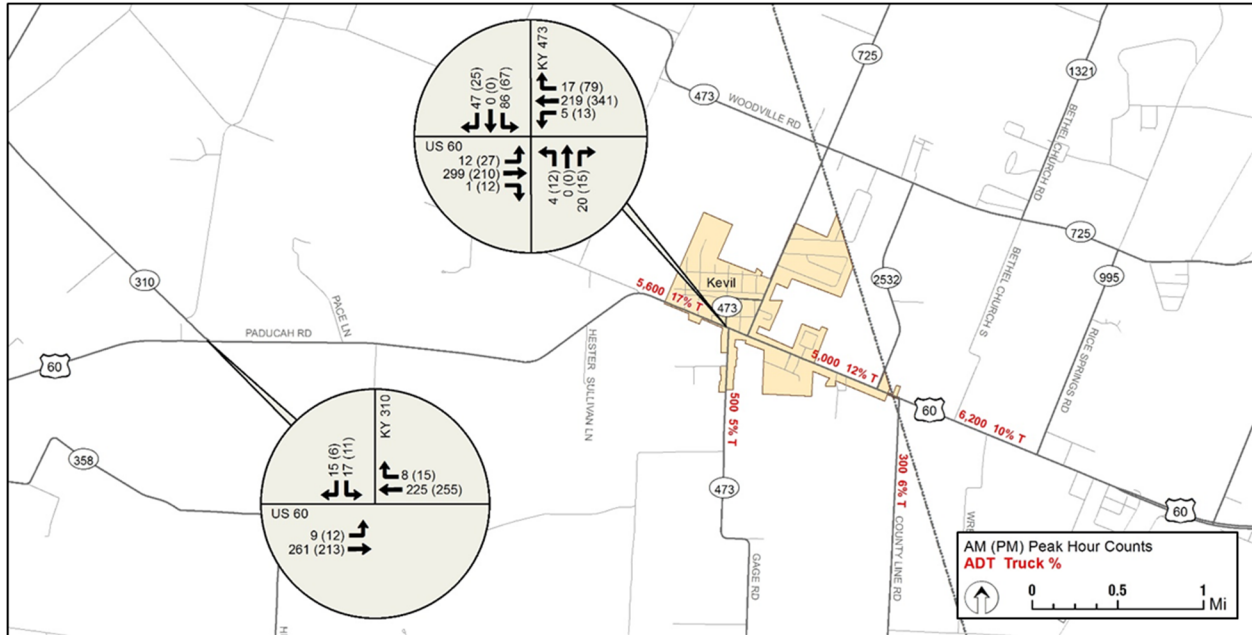 KY 473
47 (25)
0 (0)
86 (67)
17 (79)
219 (341)
5 (13)
US 60
12 (27)
299 (210)
1 (12)
4 (12)
0 (0)
20 (15)
725
1321
473
WOODVILLE RD
BETHEL CHURCH RD
725
310
PADUCAH RD
PACE LN
60
HESTER SULLIVAN LN
5,600 17% T
Kevil
473
2532
BETHEL CHURCH S
995
RICE SPRINGS RD
5,000 12% T
60
6,200 10% T
500 5% T
300 6% T
358
473
GAGE RD
COUNTY LINE RD
60
KY 310
15 (6)
17 (11)
8 (15)
225 (255)
US 60
9 (12)
261 (213)
AM (PM) Peak Hour Counts
ADT Truck %
0 0.5 1
Mi